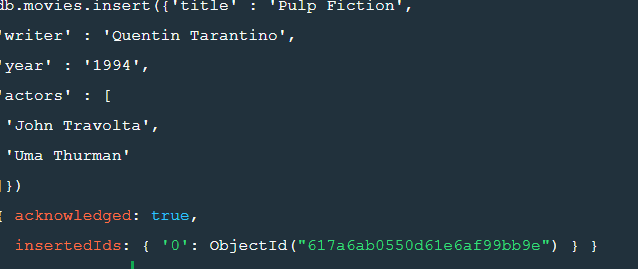 db.movies.insert({'title' : 'Pulp Fiction',
'writer' : 'Quentin Tarantino',
'year' : '1994',
'actors' : [
'John Travolta',
'Uma Thurman'
]})
{ acknowledged: true,
insertedIds: { '0': ObjectId("617a6ab0550d61e6af99bb9e") } }